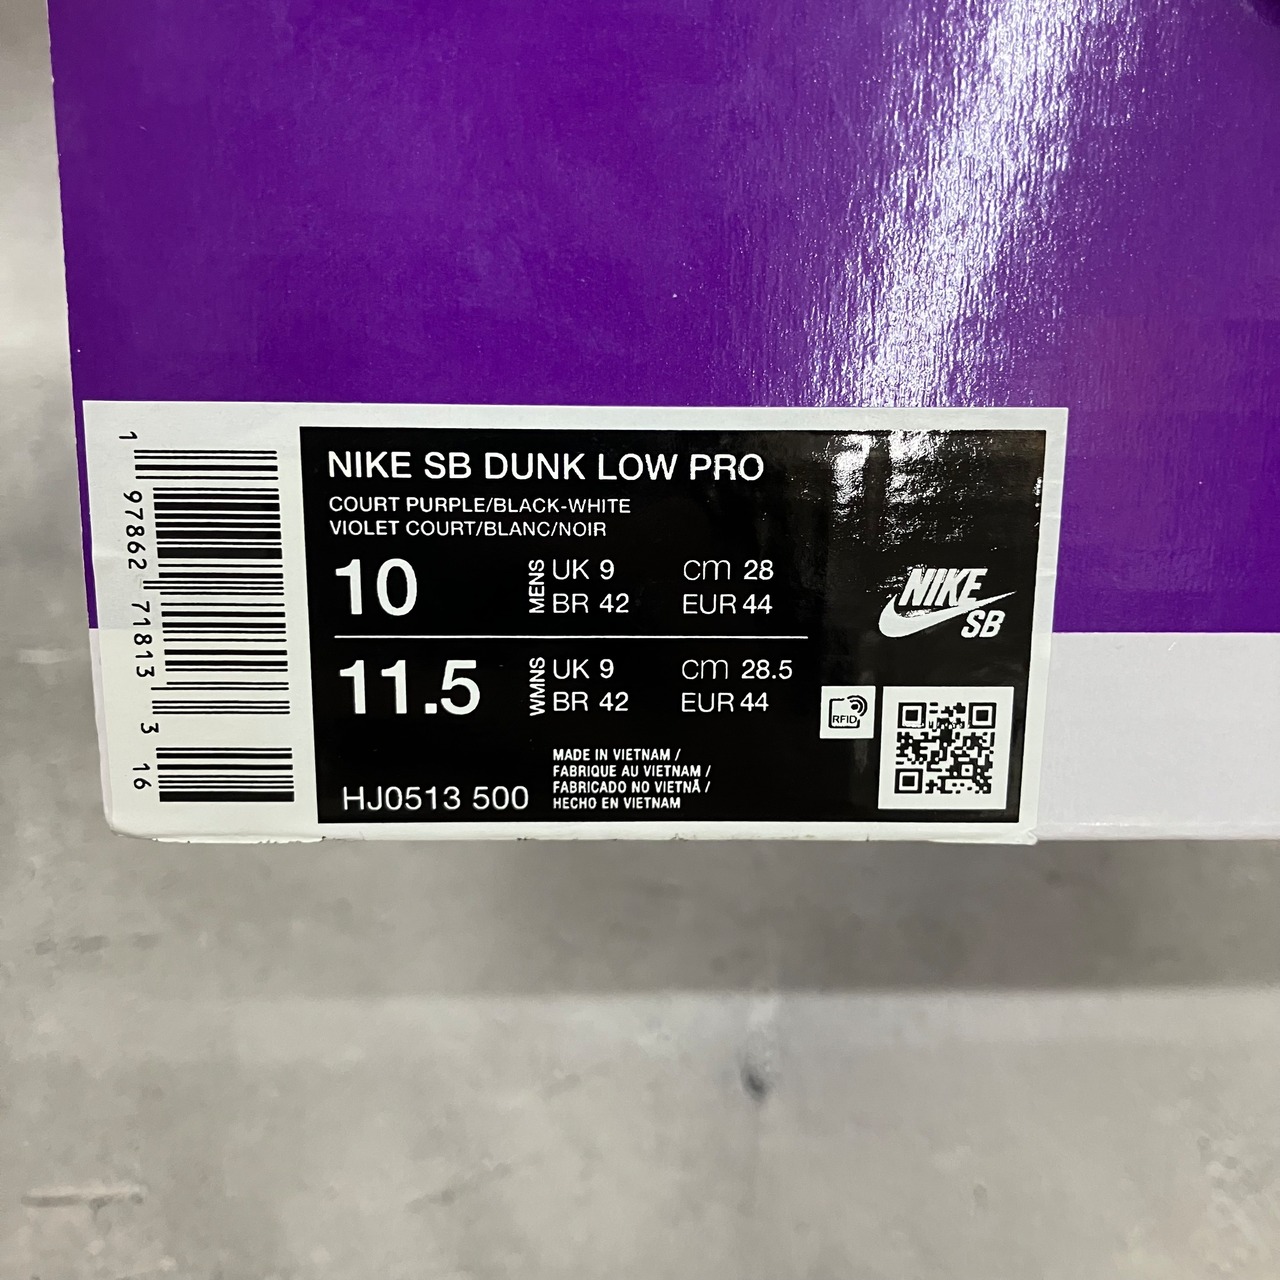 NIKE SB DUNK LOW PRO
COURT PURPLE/BLACK-WHITE
VIOLET COURT/BLANC/NOIR
10 MENS UK 9 cm 28
BR 42 EUR 44
11.5 WMNS UK 9 cm 28.5
BR 42 EUR 44
HJ0513 500
MADE IN VIETNAM /
FABRIQUE AU VIETNAM /
FABRICADO NO VIETNÃ /
HECHO EN VIETNAM
NIKE
SB
RFID
1 97862 71813 3 16